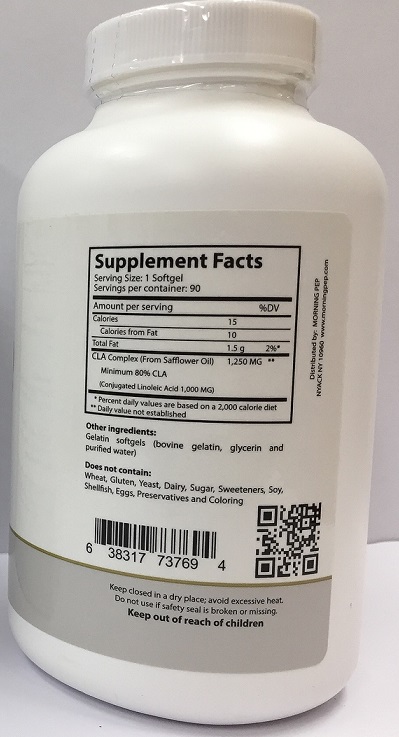 Supplement Facts
Serving Size: 1 Softgel
Servings per container: 90
Amount per serving %DV
Calories 15
Calories from Fat 10
Total Fat 1.5 g 2%*
CLA Complex (From Safflower Oil) 1,250 MG **
Minimum 80% CLA
(Conjugated Linoleic Acid 1,000 MG)
* Percent daily values are based on a 2,000 calorie diet
** Daily value not established
Other ingredients:
Gelatin softgels (bovine gelatin, glycerin and
purified water)
Does not contain:
Wheat, Gluten, Yeast, Dairy, Sugar, Sweeteners, Soy,
Shellfish, Eggs, Preservatives and Coloring
6 38317 73769 4
Keep closed in a dry place; avoid excessive heat.
Do not use if safety seal is broken or missing.
Keep out of reach of children
Distributed by: MORNING PEP
NYACK NY 10960 www.morningpep.com